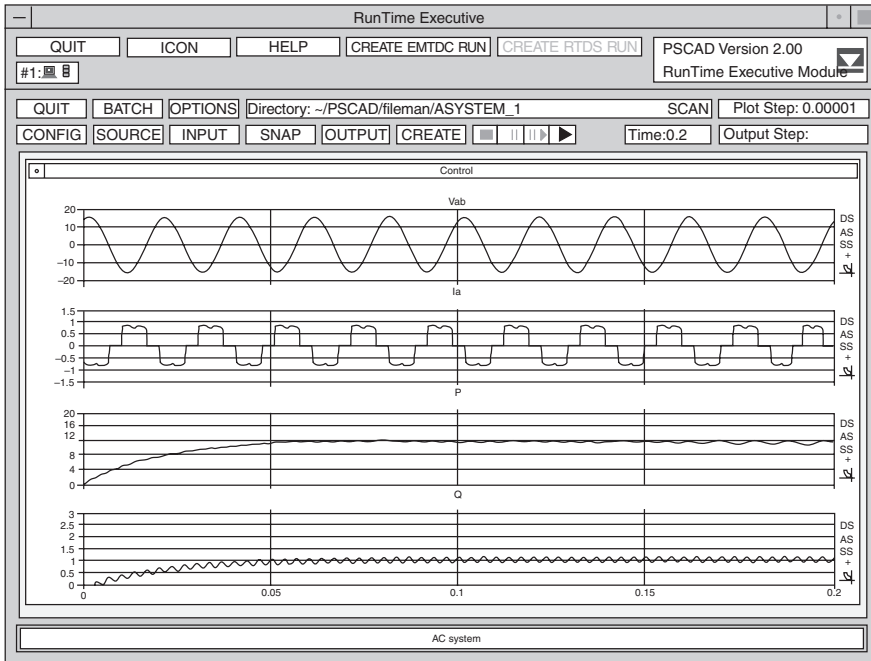 RunTime Executive
QUIT ICON HELP CREATE EMTDC RUN CREATE RTDS RUN PSCAD Version 2.00
#1: RunTime Executive Module
QUIT BATCH OPTIONS Directory: ~/PSCAD/fileman/ASYSTEM_1 SCAN Plot Step: 0.00001
CONFIG SOURCE INPUT SNAP OUTPUT CREATE Time:0.2 Output Step:
Control
Vab
20
10
0
−10
−20
DS
AS
SS
+
Ia
1.5
1
0.5
0
−0.5
−1
−1.5
DS
AS
SS
+
P
20
16
12
8
4
0
DS
AS
SS
+
Q
3
2.5
2
1.5
1
0.5
0
DS
AS
SS
+
0 0.05 0.1 0.15 0.2
AC system